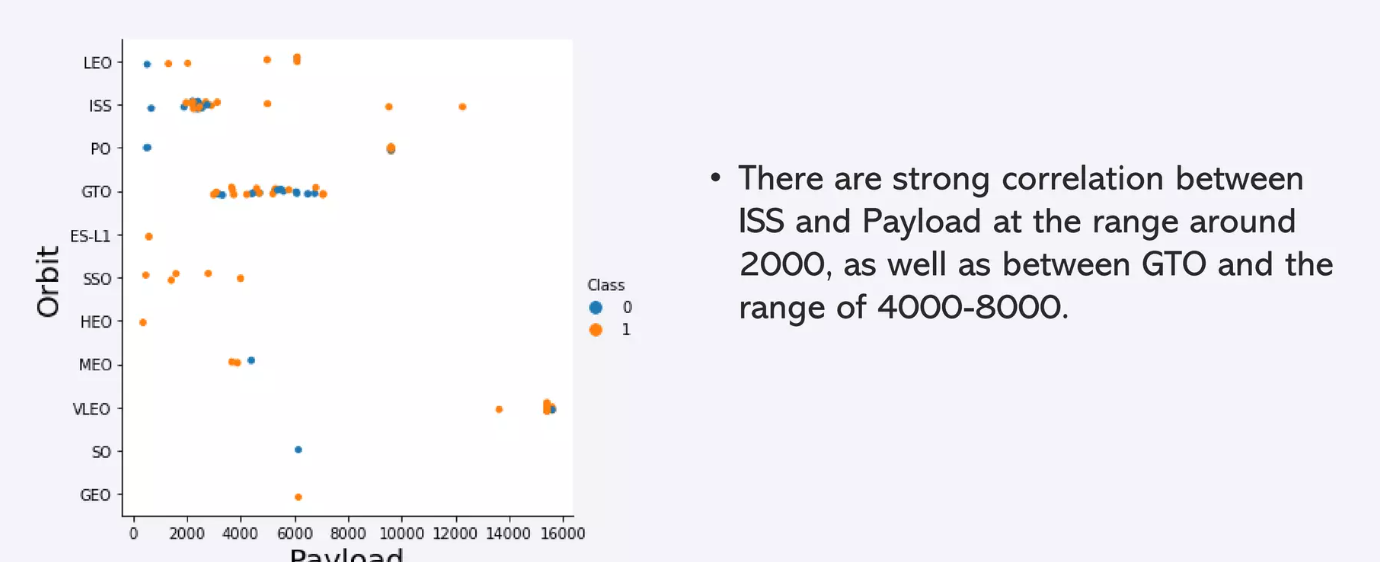 LEO
ISS
PO
GTO
ES-L1
SSO
HEO
MEO
VLEO
SO
GEO
Orbit
0 2000 4000 6000 8000 10000 12000 14000 16000
Payload
Class
0
1
• There are strong correlation between
ISS and Payload at the range around
2000, as well as between GTO and the
range of 4000-8000.